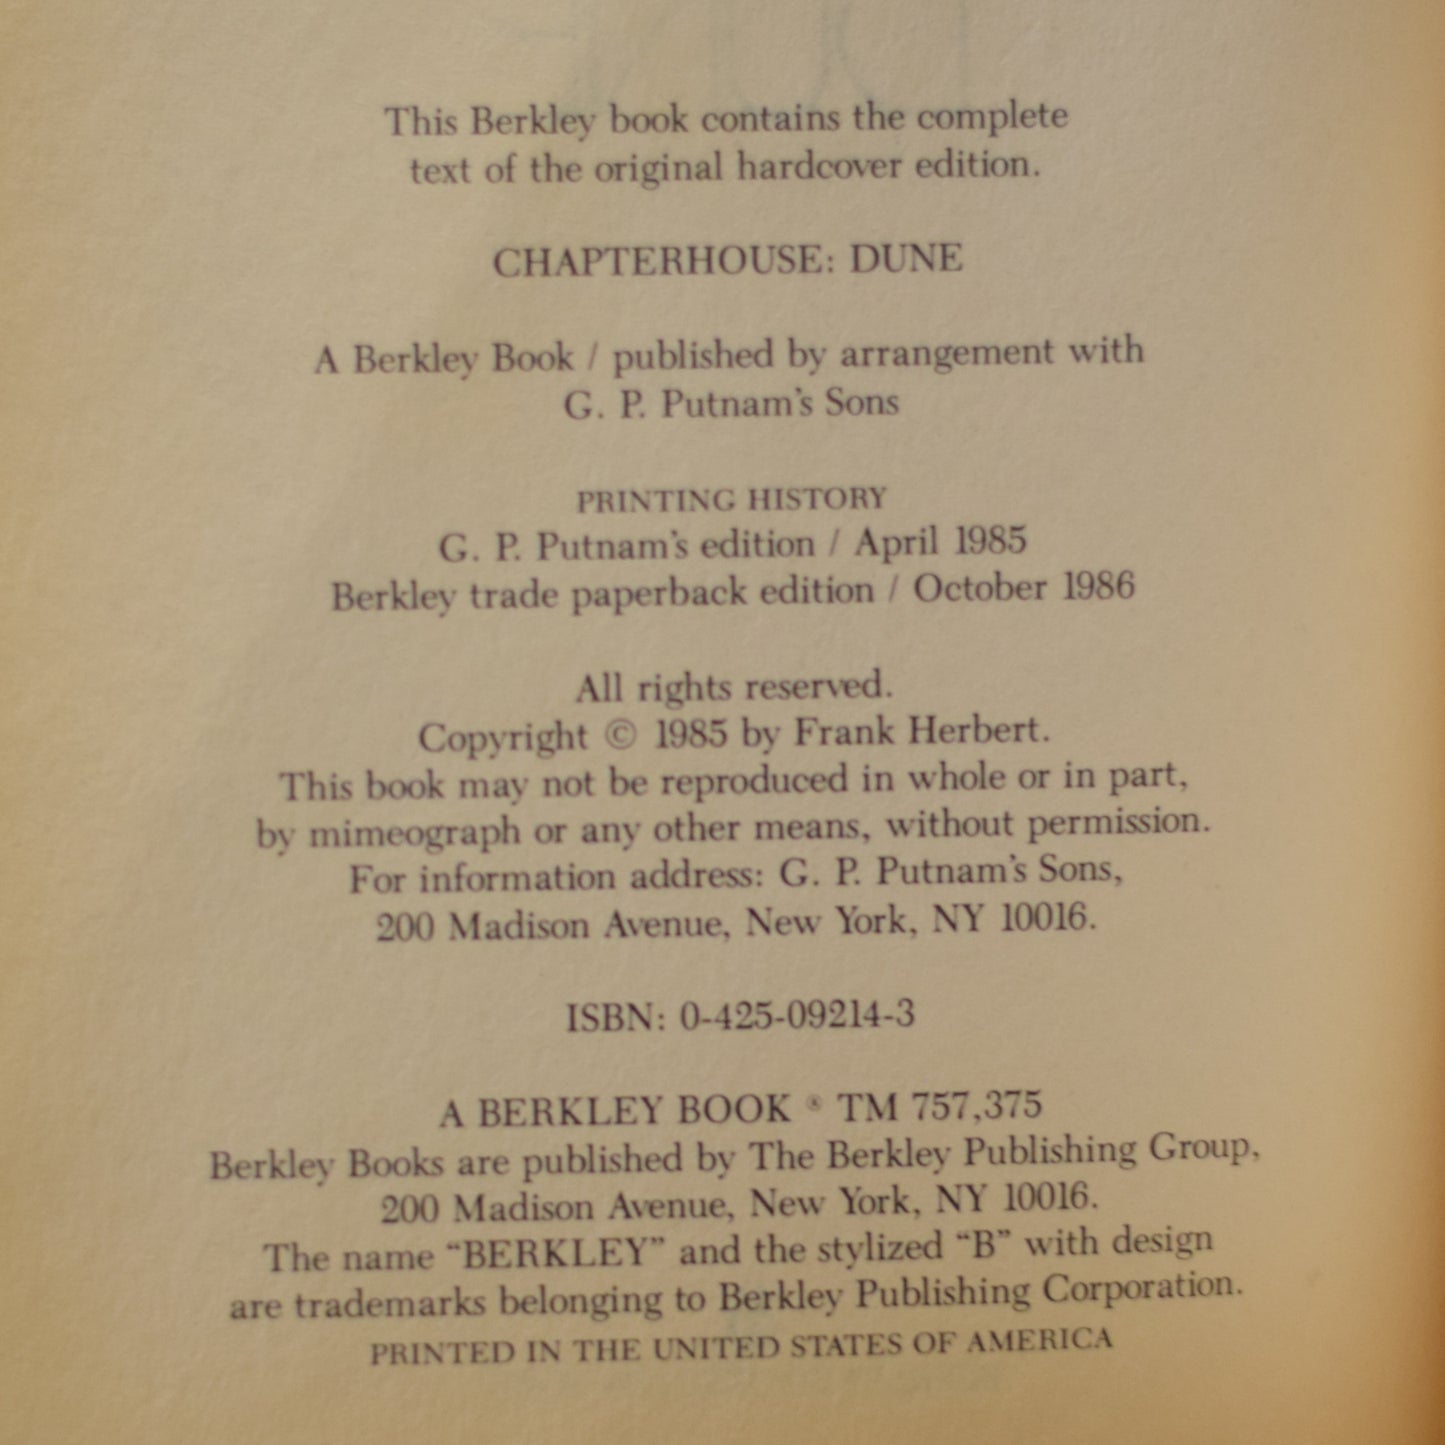 This Berkley book contains the complete
text of the original hardcover edition.
CHAPTERHOUSE: DUNE
A Berkley Book / published by arrangement with
G. P. Putnam's Sons
PRINTING HISTORY
G. P. Putnam's edition / April 1985
Berkley trade paperback edition / October 1986
All rights reserved.
Copyright © 1985 by Frank Herbert.
This book may not be reproduced in whole or in part,
by mimeograph or any other means, without permission.
For information address: G. P. Putnam's Sons,
200 Madison Avenue, New York, NY 10016.
ISBN: 0-425-09214-3
A BERKLEY BOOK ® TM 757,375
Berkley Books are published by The Berkley Publishing Group,
200 Madison Avenue, New York, NY 10016.
The name “BERKLEY” and the stylized “B” with design
are trademarks belonging to Berkley Publishing Corporation.
PRINTED IN THE UNITED STATES OF AMERICA